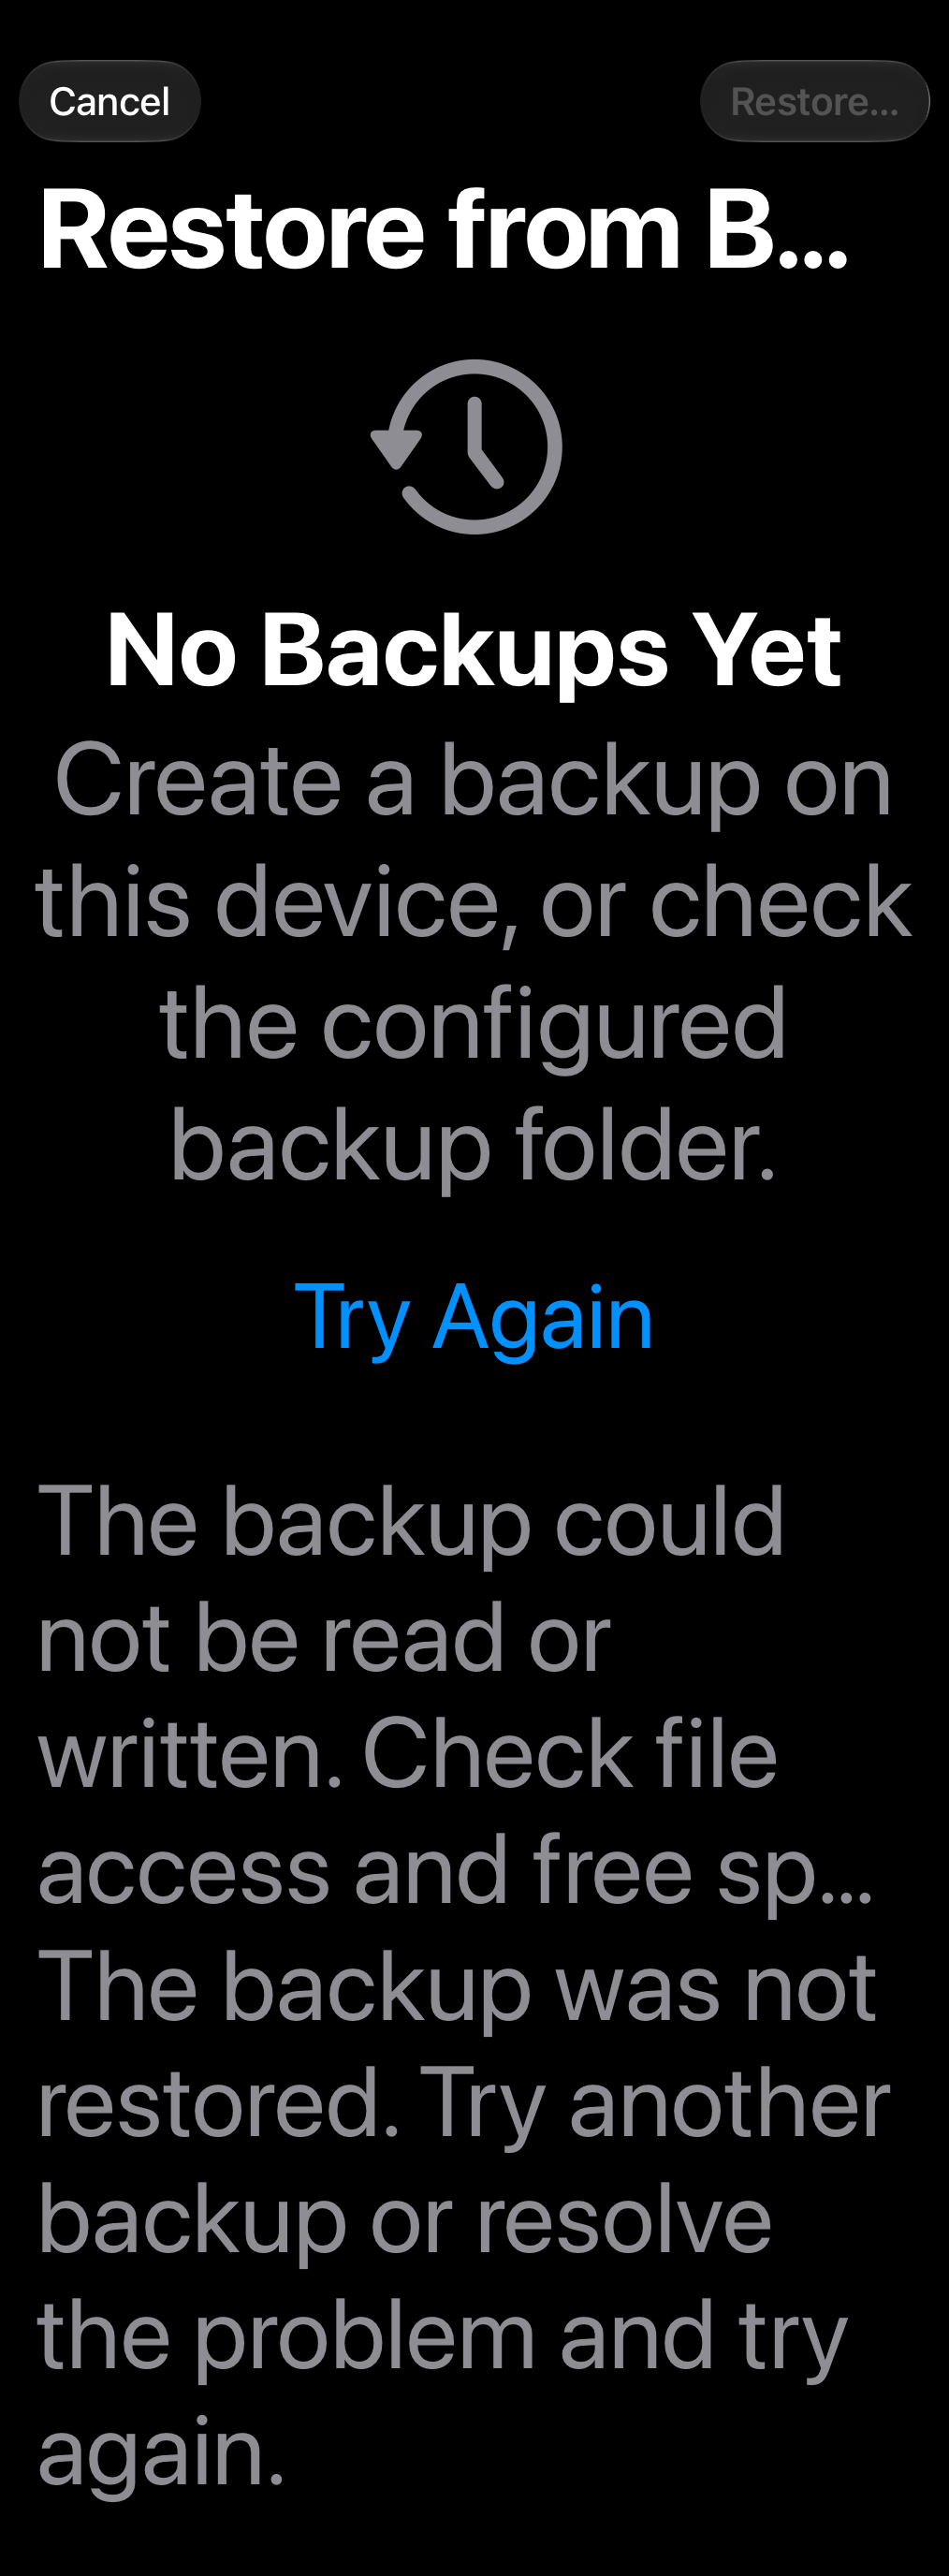 Cancel
Restore...
Restore from B...
No Backups Yet
Create a backup on
this device, or check
the configured
backup folder.
Try Again
The backup could
not be read or
written. Check file
access and free sp...
The backup was not
restored. Try another
backup or resolve
the problem and try
again.